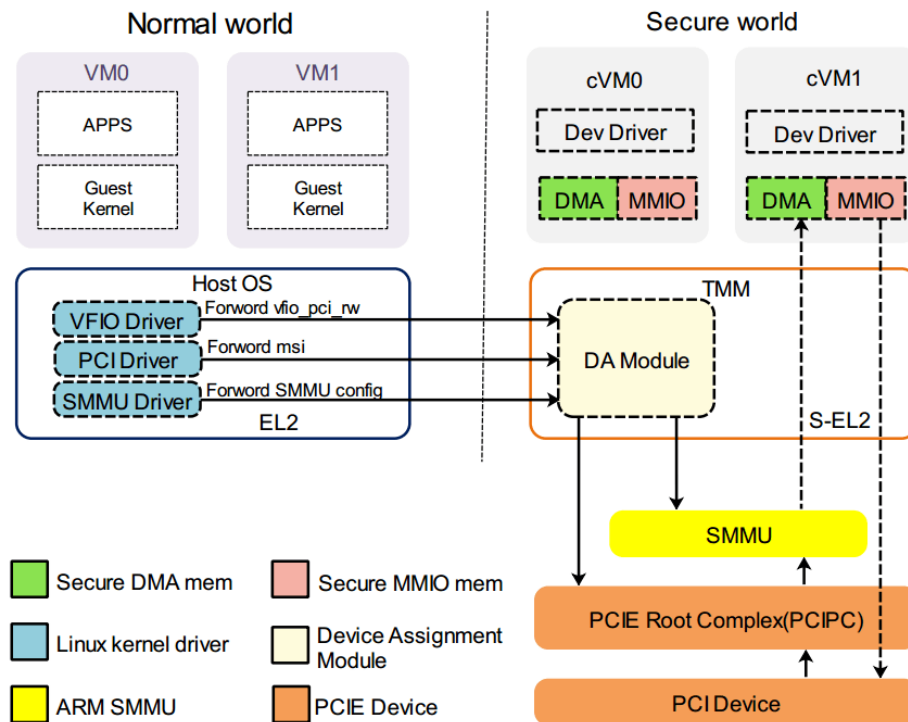 Normal world
Secure world
VM0
APPS
Guest
Kernel
VM1
APPS
Guest
Kernel
cVM0
Dev Driver
DMA
MMIO
cVM1
Dev Driver
DMA
MMIO
Host OS
VFIO Driver
Forword vfio_pci_rw
PCI Driver
Forword msi
SMMU Driver
Forword SMMU config
EL2
TMM
DA Module
S-EL2
SMMU
PCIE Root Complex(PCIPC)
PCI Device
Secure DMA mem
Secure MMIO mem
Linux kernel driver
Device Assignment
Module
ARM SMMU
PCIE Device